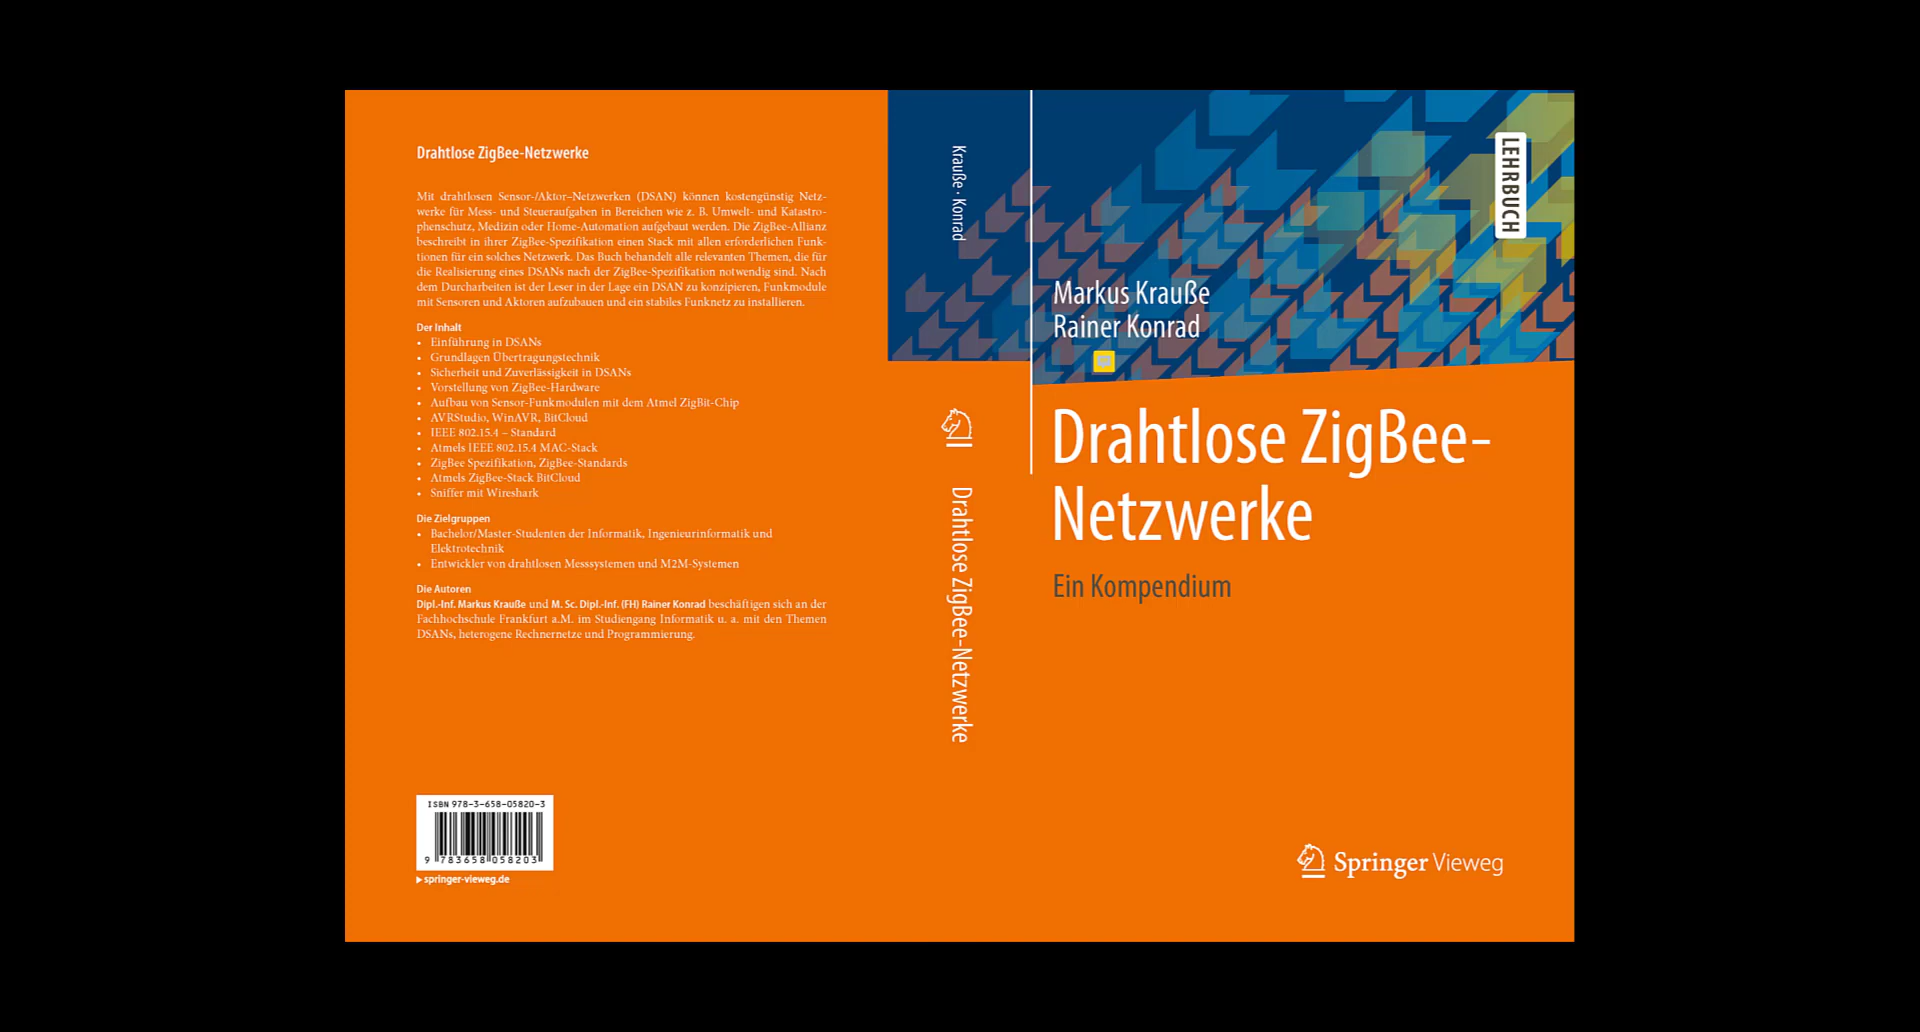 Drahtlose ZigBee-Netzwerke
Mit drahtlosen Sensor-/Aktor–Netzwerken (DSAN) können kostengünstig Netz-
werke für Mess- und Steueraufgaben in Bereichen wie z. B. Umwelt- und Katastro-
phenschutz, Medizin oder Home-Automation aufgebaut werden. Die ZigBee-Allianz
beschreibt in ihrer ZigBee-Spezifikation einen Stack mit allen erforderlichen Funk-
tionen für ein solches Netzwerk. Das Buch behandelt alle relevanten Themen, die für
die Realisierung eines DSANs nach der ZigBee-Spezifikation notwendig sind. Nach
dem Durcharbeiten ist der Leser in der Lage ein DSAN zu konzipieren, Funkmodule
mit Sensoren und Aktoren aufzubauen und ein stabiles Funknetz zu installieren.
Der Inhalt
• Einführung in DSANs
• Grundlagen Übertragungstechnik
• Sicherheit und Zuverlässigkeit in DSANs
• Vorstellung von ZigBee-Hardware
• Aufbau von Sensor-Funkmodulen mit dem Atmel ZigBit-Chip
• AVRStudio, WinAVR, BitCloud
• IEEE 802.15.4 – Standard
• Atmels IEEE 802.15.4 MAC-Stack
• ZigBee Spezifikation, ZigBee-Standards
• Atmels ZigBee-Stack BitCloud
• Sniffer mit Wireshark
Die Zielgruppen
• Bachelor/Master-Studenten der Informatik, Ingenieurinformatik und
Elektrotechnik
• Entwickler von drahtlosen Messsystemen und M2M-Systemen
Die Autoren
Dipl.-Inf. Markus Krauße und M. Sc. Dipl.-Inf. (FH) Rainer Konrad beschäftigen sich an der
Fachhochschule Frankfurt a.M. im Studiengang Informatik u. a. mit den Themen
DSANs, heterogene Rechnernetze und Programmierung.
ISBN 978-3-658-05820-3
9 783658 058203
springer-vieweg.de
Krauße · Konrad
Drahtlose ZigBee-Netzwerke
LEHRBUCH
Markus Krauße
Rainer Konrad
Drahtlose ZigBee-
Netzwerke
Ein Kompendium
Springer Vieweg